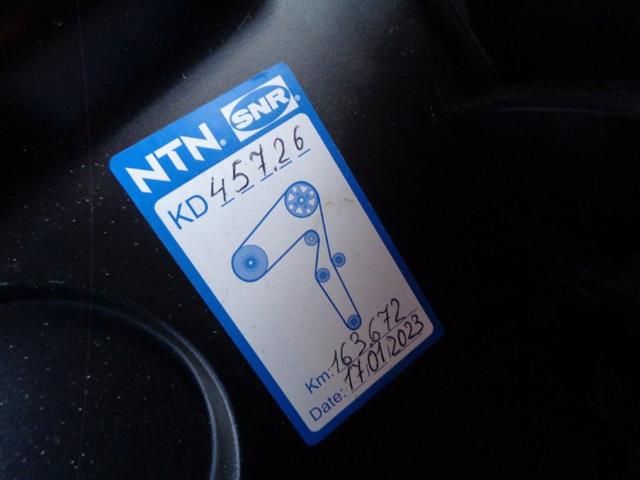 NTN® SNR®
KD 457.26
Km: 163.672
Date: 17/01/2023